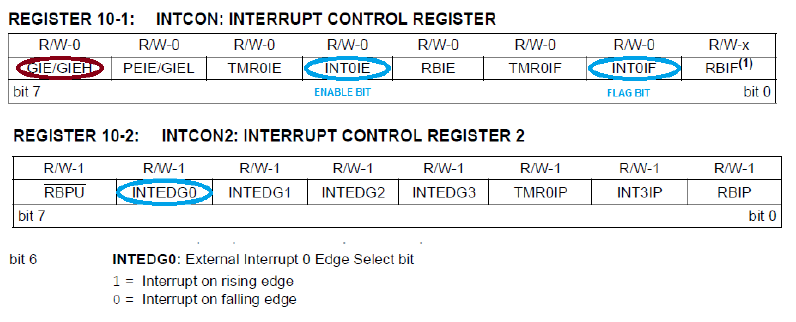 REGISTER 10-1: INTCON: INTERRUPT CONTROL REGISTER
R/W-0 R/W-0 R/W-0 R/W-0 R/W-0 R/W-0 R/W-0 R/W-x
GIE/GIEH PEIE/GIEL TMR0IE INT0IE RBIE TMR0IF INT0IF RBIF(1)
bit 7 ENABLE BIT FLAG BIT bit 0
REGISTER 10-2: INTCON2: INTERRUPT CONTROL REGISTER 2
R/W-1 R/W-1 R/W-1 R/W-1 R/W-1 R/W-1 R/W-1 R/W-1
RBPU INTEDG0 INTEDG1 INTEDG2 INTEDG3 TMR0IP INT3IP RBIP
bit 7 bit 0
bit 6 INTEDG0: External Interrupt 0 Edge Select bit
1 = Interrupt on rising edge
0 = Interrupt on falling edge